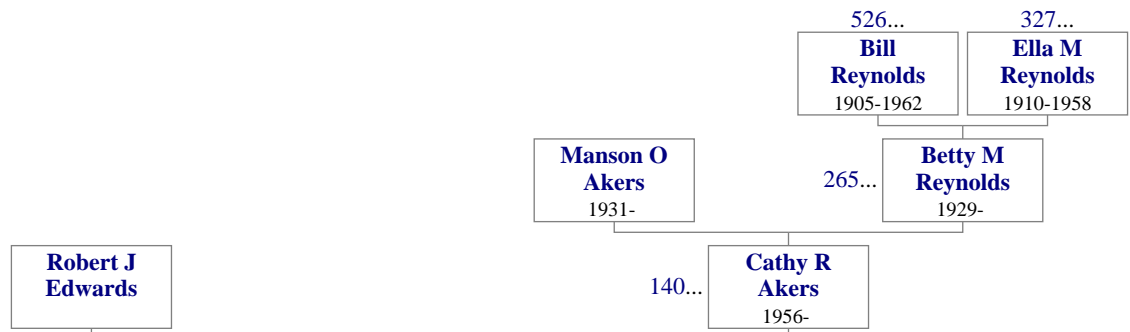 526...
327...
Bill
Reynolds
1905-1962
Ella M
Reynolds
1910-1958
Manson O
Akers
1931-
265...
Betty M
Reynolds
1929-
Robert J
Edwards
140...
Cathy R
Akers
1956-